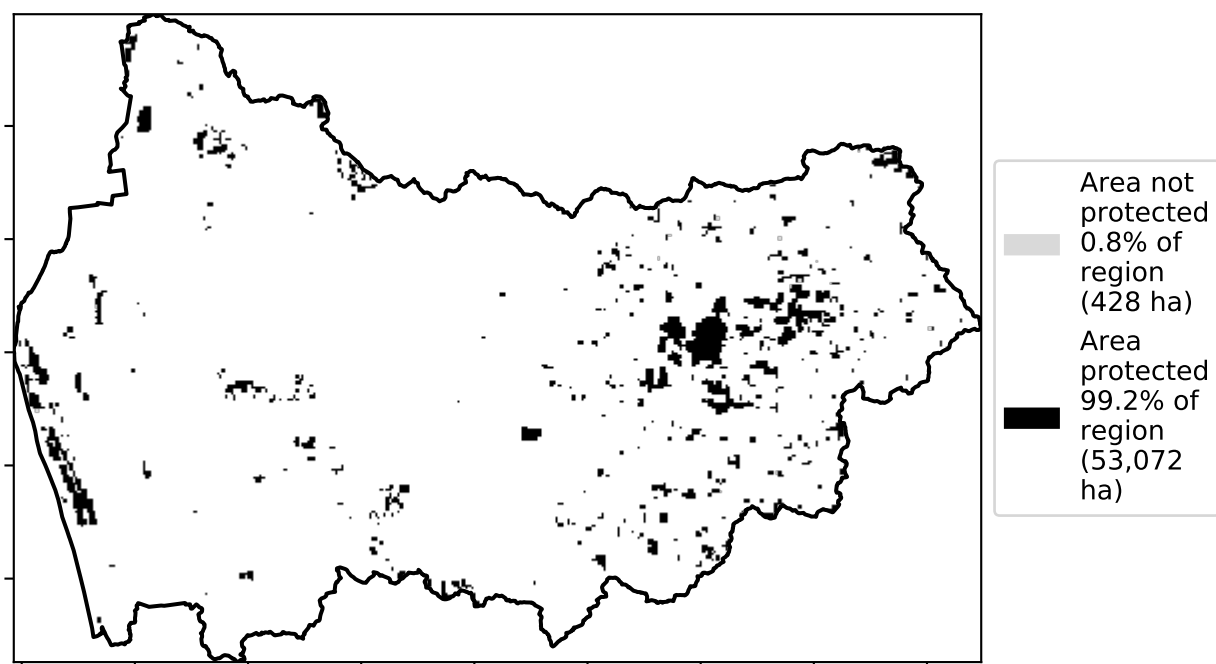 Area not
protected
0.8% of
region
(428 ha)
Area
protected
99.2% of
region
(53,072
ha)